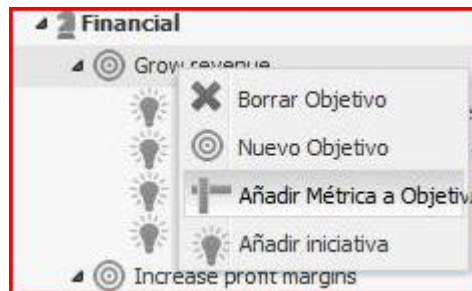 Financial
Grow revenue
Borrar Objetivo
Nuevo Objetivo
Añadir Métrica a Objetiv
Añadir iniciativa
Increase profit margins